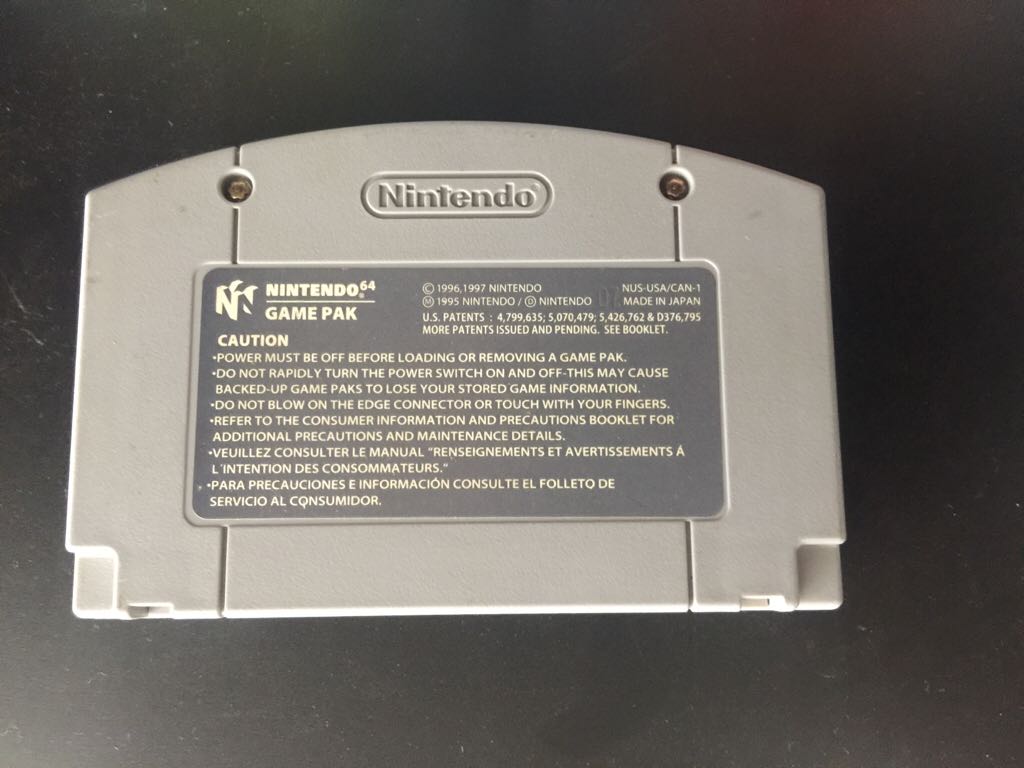 Nintendo
NINTENDO64
GAME PAK
© 1996,1997 NINTENDO NUS-USA/CAN-1
Ⓜ 1995 NINTENDO / Ⓓ NINTENDO MADE IN JAPAN
U.S. PATENTS : 4,799,635; 5,070,479; 5,426,762 & D376,795
MORE PATENTS ISSUED AND PENDING. SEE BOOKLET.
CAUTION
•POWER MUST BE OFF BEFORE LOADING OR REMOVING A GAME PAK.
•DO NOT RAPIDLY TURN THE POWER SWITCH ON AND OFF-THIS MAY CAUSE
BACKED-UP GAME PAKS TO LOSE YOUR STORED GAME INFORMATION.
•DO NOT BLOW ON THE EDGE CONNECTOR OR TOUCH WITH YOUR FINGERS.
•REFER TO THE CONSUMER INFORMATION AND PRECAUTIONS BOOKLET FOR
ADDITIONAL PRECAUTIONS AND MAINTENANCE DETAILS.
•VEUILLEZ CONSULTER LE MANUAL “RENSEIGNEMENTS ET AVERTISSEMENTS Á
L'INTENTION DES CONSOMMATEURS.”
•PARA PRECAUCIONES E INFORMACIÓN CONSULTE EL FOLLETO DE
SERVICIO AL CONSUMIDOR.